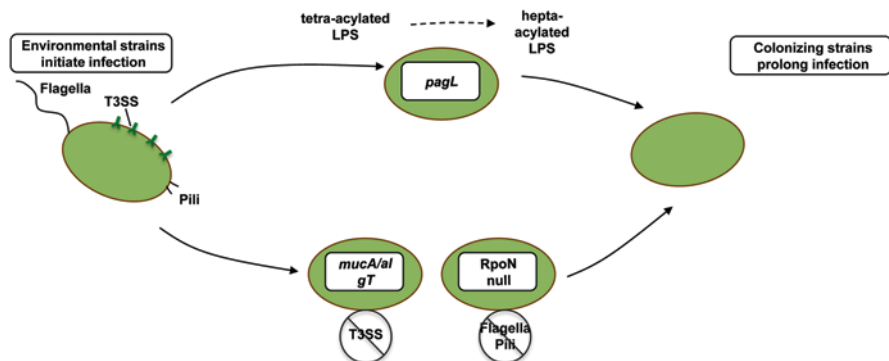 Environmental strains
initiate infection
Flagella
T3SS
Pili
tetra-acylated
LPS
hepta-
acylated
LPS
pagL
Colonizing strains
prolong infection
mucA/al
gT
T3SS
RpoN
null
Flagella
Pili